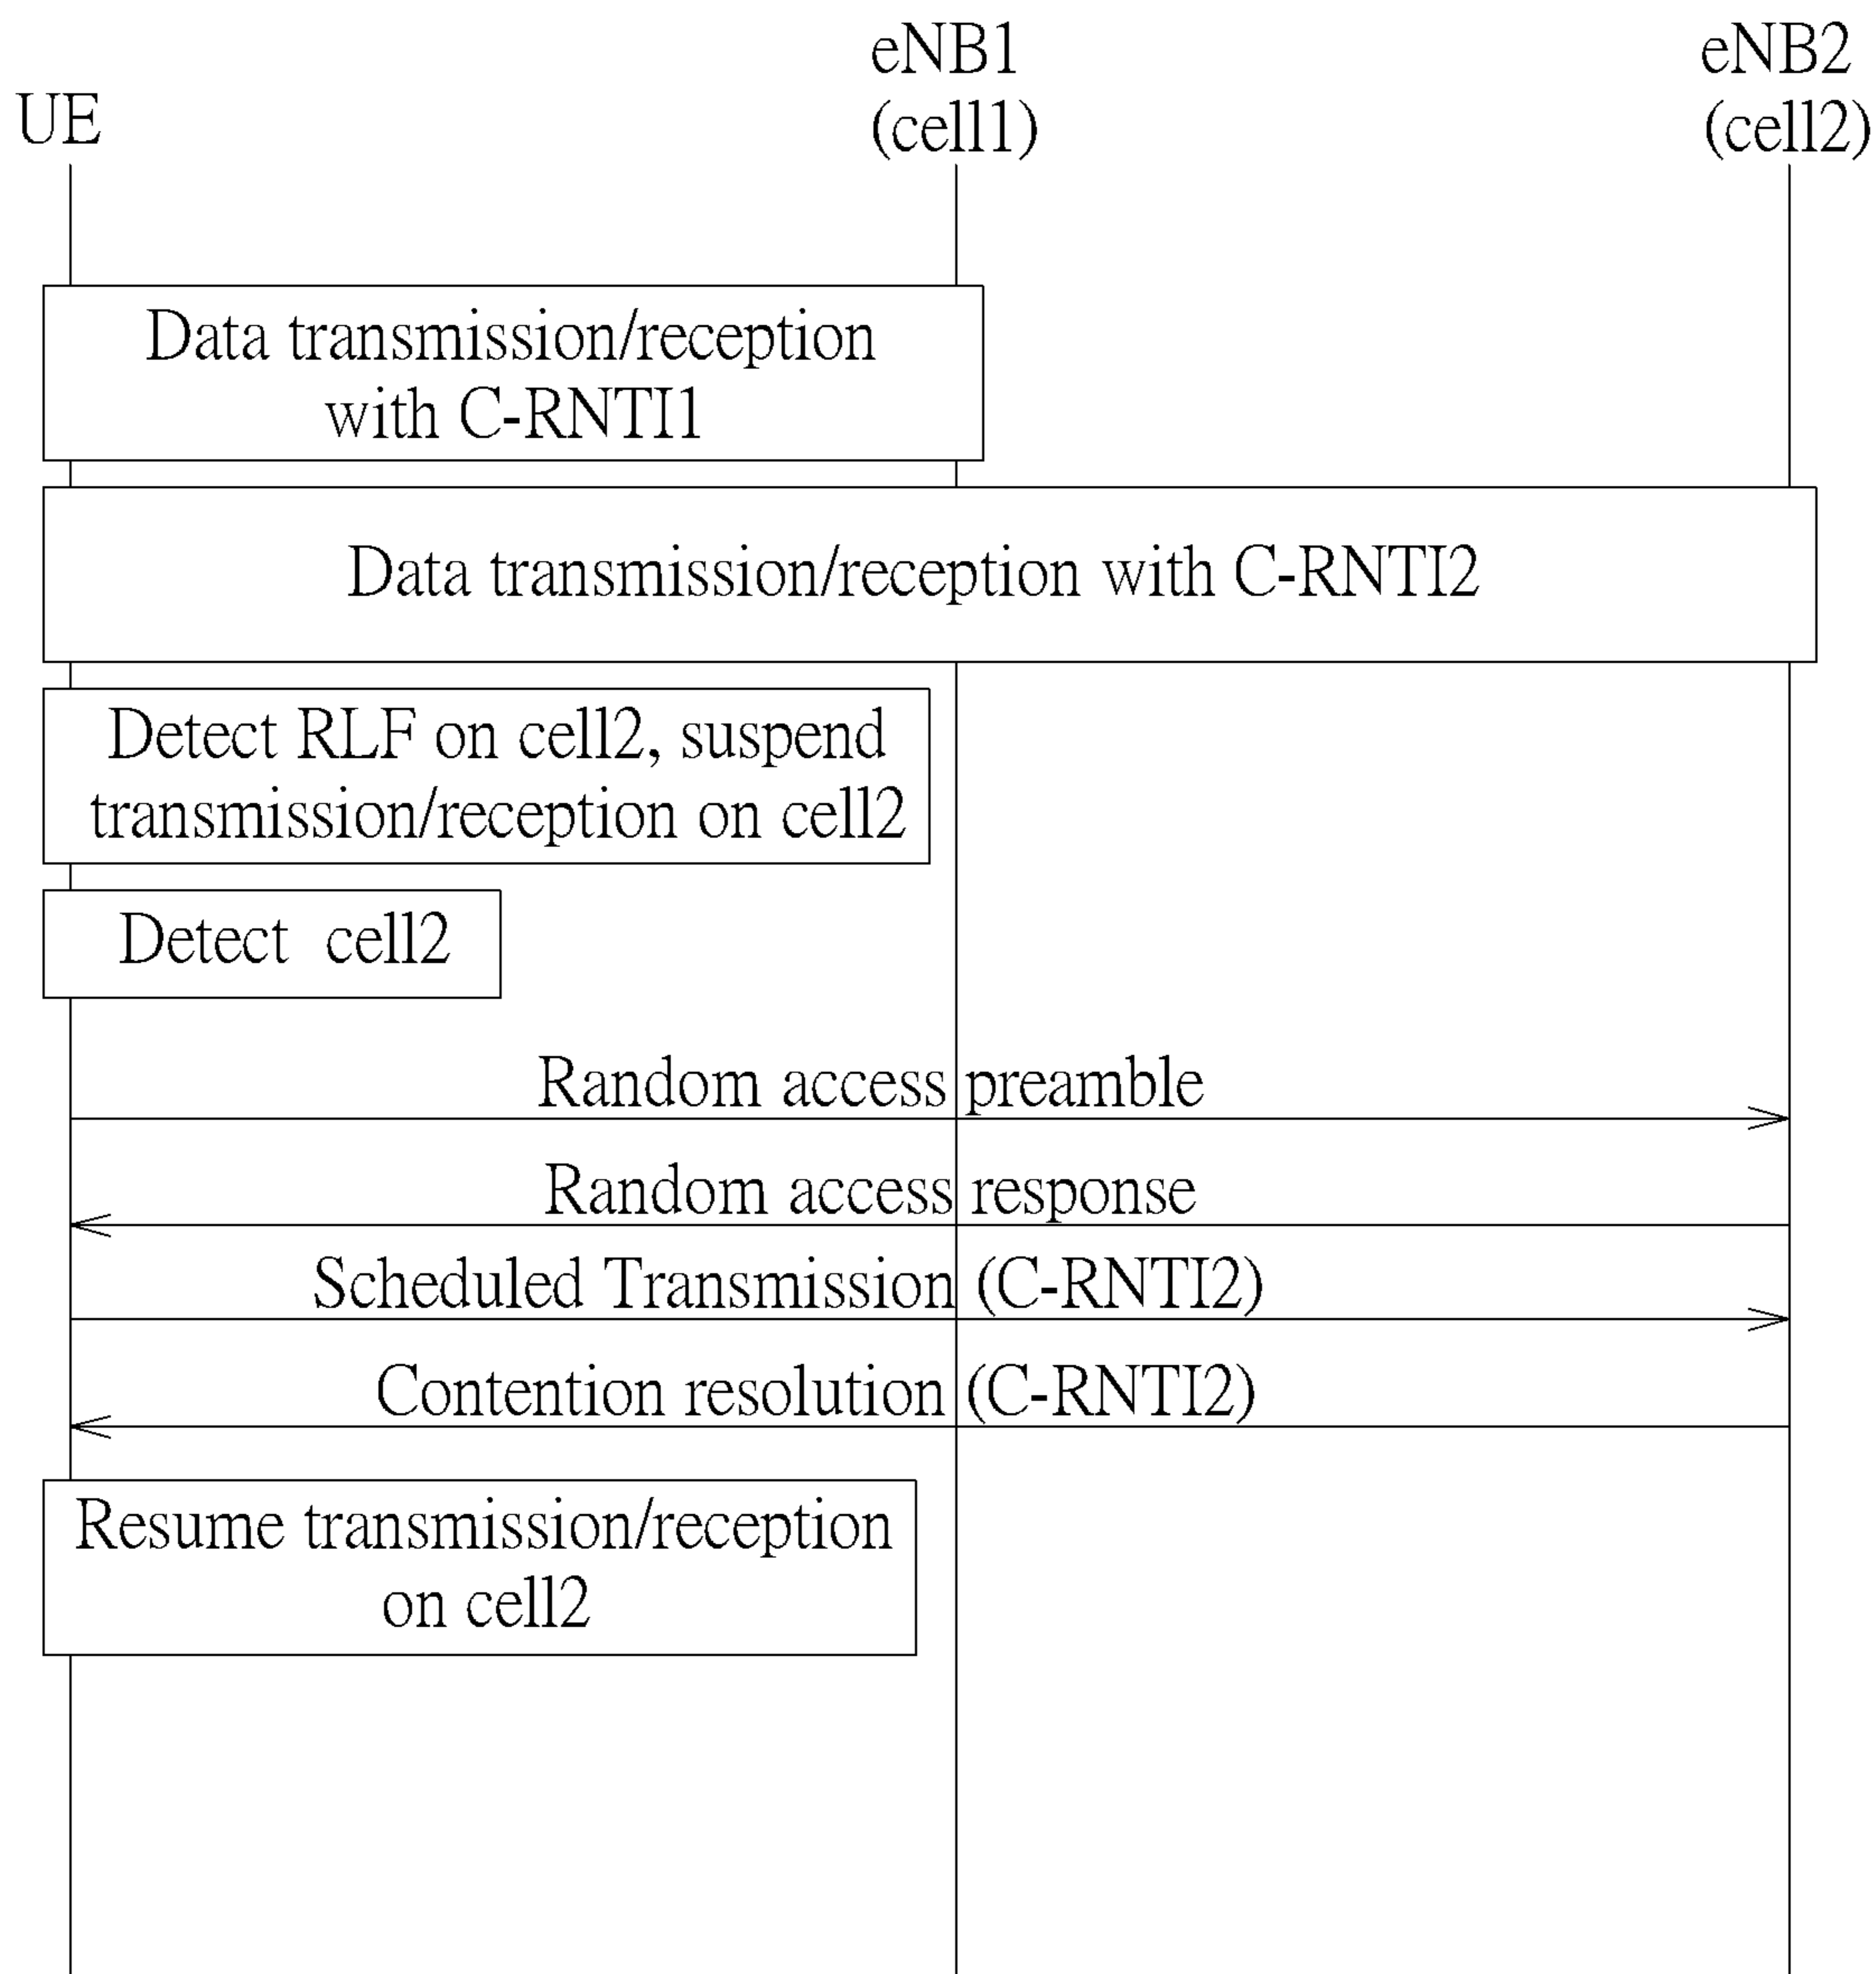 UE
eNB1
(cell1)
eNB2
(cell2)
Data transmission/reception
with C-RNTI1
Data transmission/reception with C-RNTI2
Detect RLF on cell2, suspend
transmission/reception on cell2
Detect cell2
Random access preamble
Random access response
Scheduled Transmission (C-RNTI2)
Contention resolution (C-RNTI2)
Resume transmission/reception
on cell2